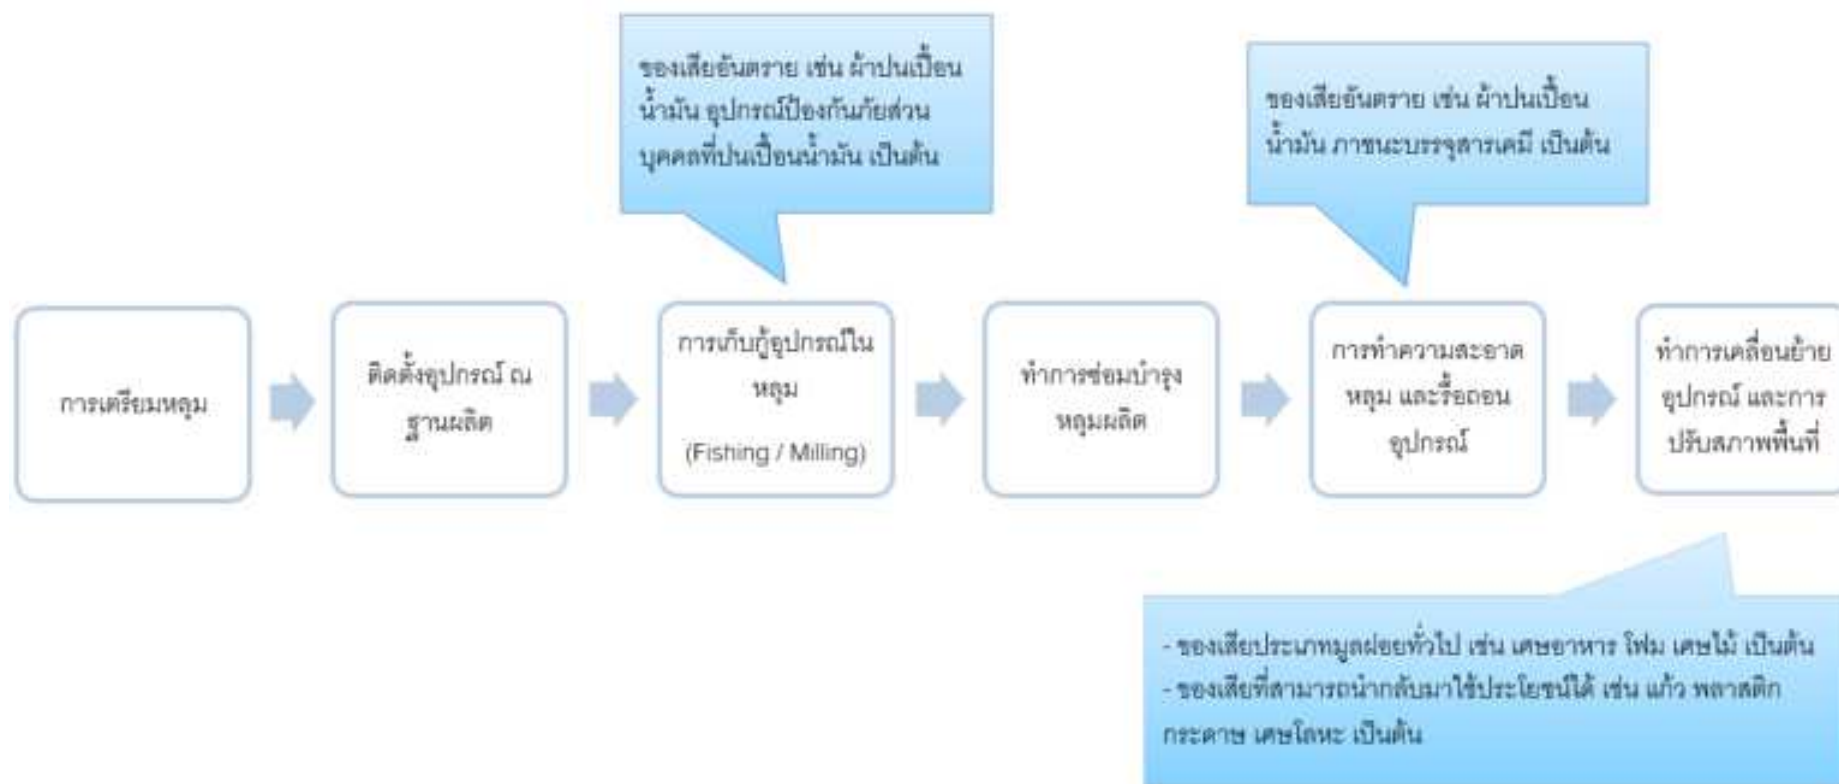 ของเสียอันตราย เช่น ผ้าปนเปื้อน
น้ำมัน อุปกรณ์ป้องกันภัยส่วน
บุคคลที่ปนเปื้อนน้ำมัน เป็นต้น
ของเสียอันตราย เช่น ผ้าปนเปื้อน
น้ำมัน ภาชนะบรรจุสารเคมี เป็นต้น
การเตรียมหลุม
ติดตั้งอุปกรณ์ ณ
ฐานผลิต
การเก็บกู้อุปกรณ์ใน
หลุม
(Fishing / Milling)
ทำการซ่อมบำรุง
หลุมผลิต
การทำความสะอาด
หลุม และรื้อถอน
อุปกรณ์
ทำการเคลื่อนย้าย
อุปกรณ์ และการ
ปรับสภาพพื้นที่
- ของเสียประเภทมูลฝอยทั่วไป เช่น เศษอาหาร โฟม เศษไม้ เป็นต้น
- ของเสียที่สามารถนำกลับมาใช้ประโยชน์ได้ เช่น แก้ว พลาสติก
กระดาษ เศษโลหะ เป็นต้น